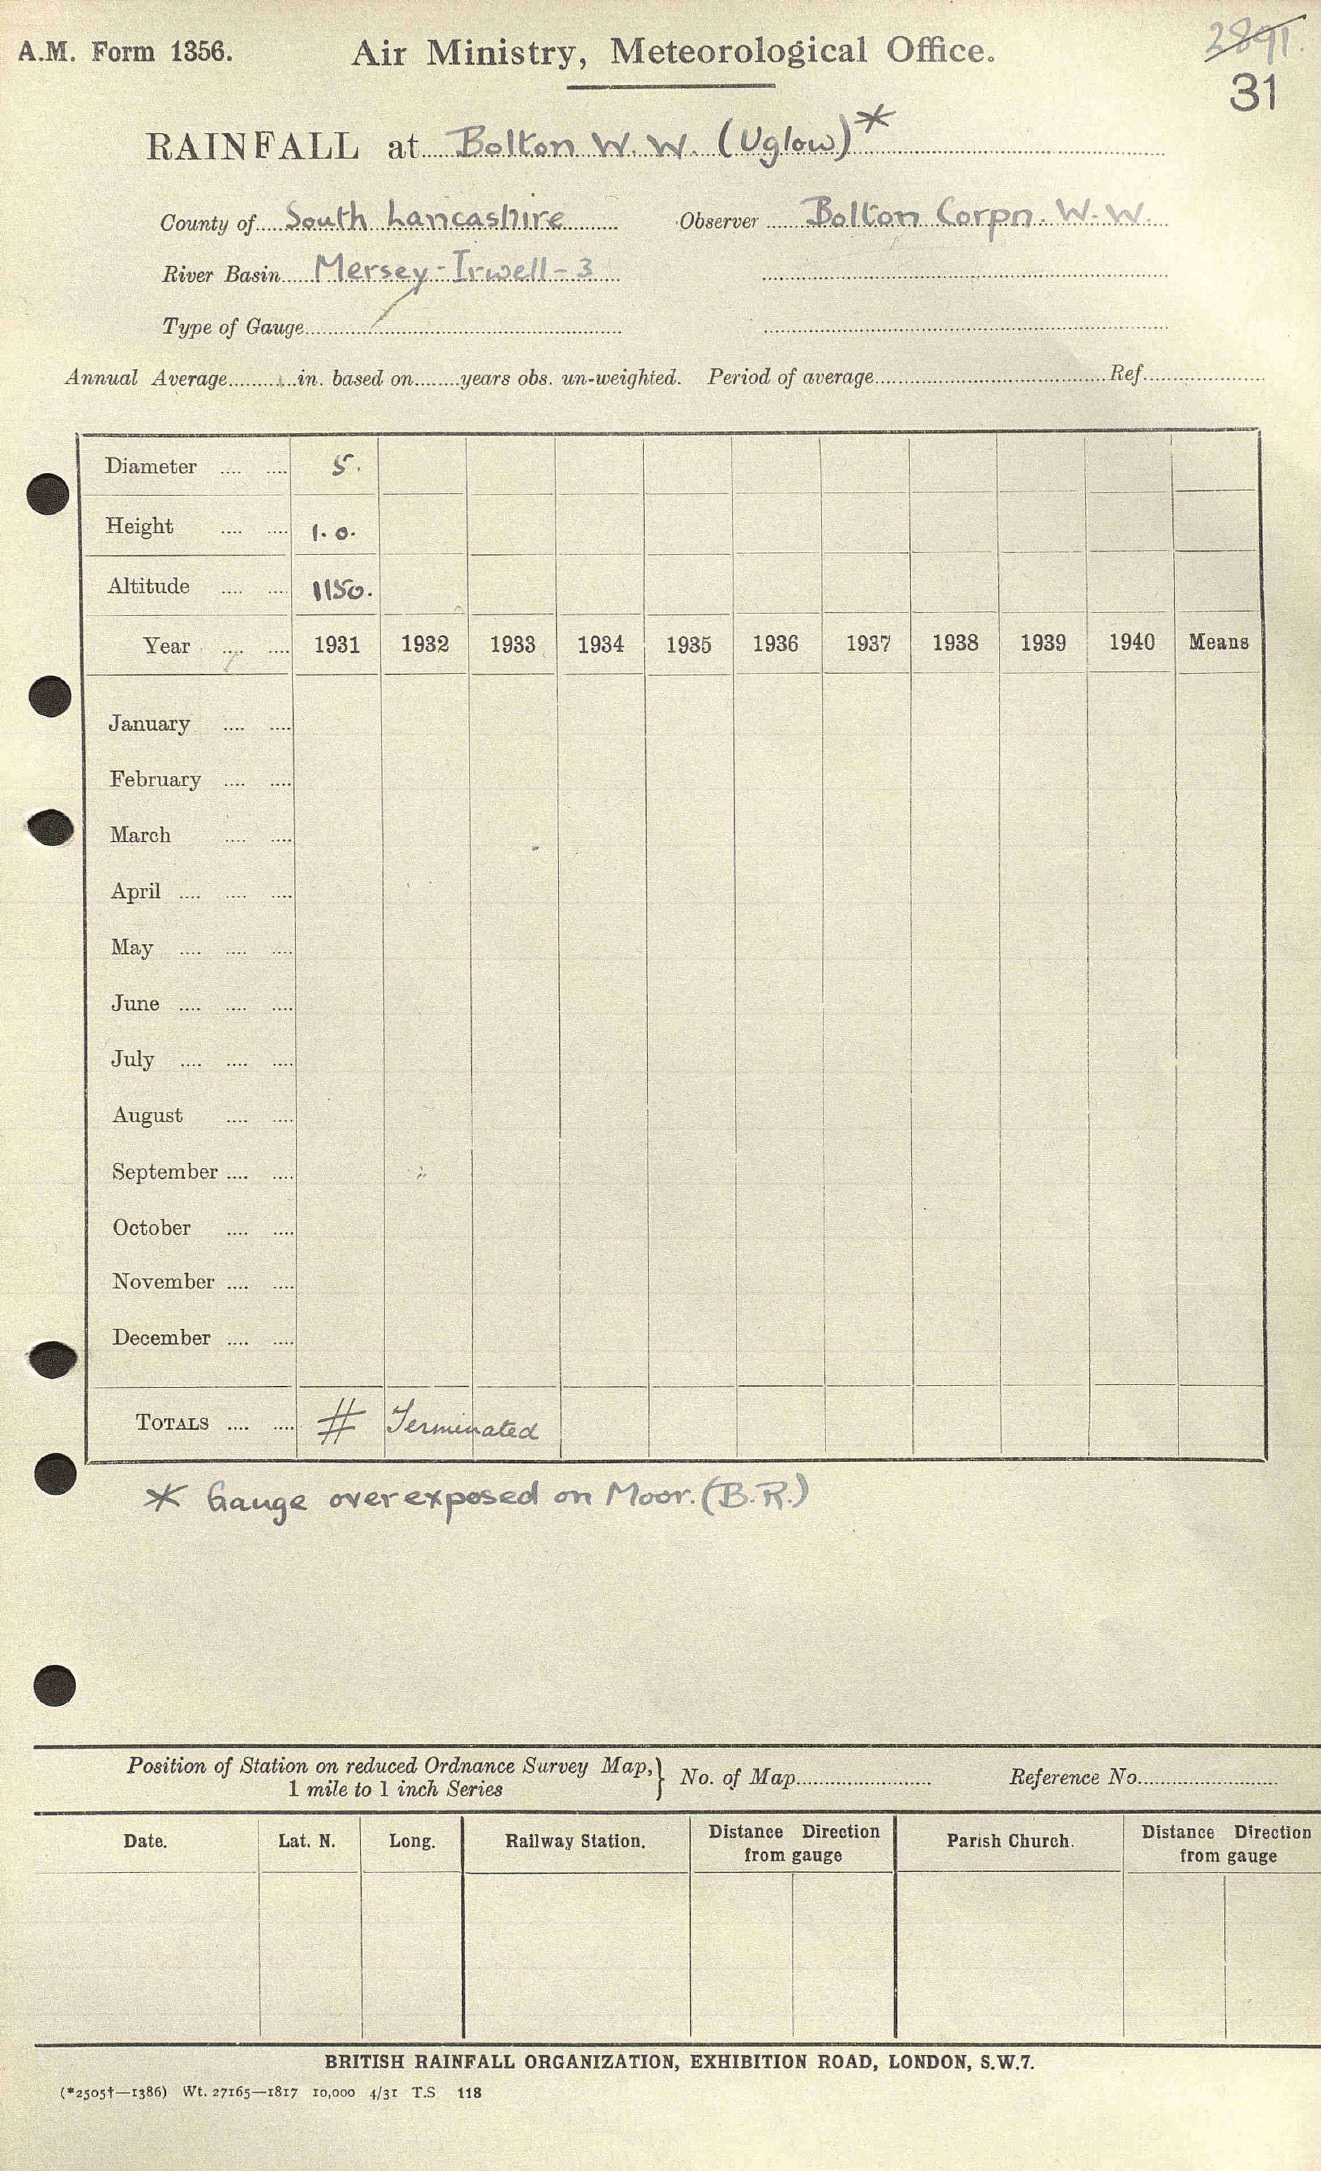 A.M. Form 1356.
Air Ministry, Meteorological Office.
2891.
31
RAINFALL at Bolton W.W. (Uglow)*
County of South Lancashire Observer Bolton Corpn. W.W.
River Basin Mersey-Irwell-3
Type of Gauge
Annual Average in. based on years obs. un-weighted. Period of average Ref
Diameter .... .... 5.
Height .... .... 1.0.
Altitude .... .... 1150.
Year .... .... 1931 1932 1933 1934 1935 1936 1937 1938 1939 1940 Means
January .... ....
February .... ....
March .... ....
April .... .... ....
May .... .... ....
June .... .... ....
July .... .... ....
August .... ....
September .... ....
October .... ....
November .... ....
December .... ....
TOTALS .... .... # Terminated
* Gauge over exposed on Moor. (B.R.)
Position of Station on reduced Ordnance Survey Map,} No. of Map Reference No.
1 mile to 1 inch Series
Date. Lat. N. Long. Railway Station. Distance Direction Parish Church. Distance Direction
from gauge from gauge
BRITISH RAINFALL ORGANIZATION, EXHIBITION ROAD, LONDON, S.W.7.
(*2505†—1386) Wt. 27165—1817 10,000 4/31 T.S 118